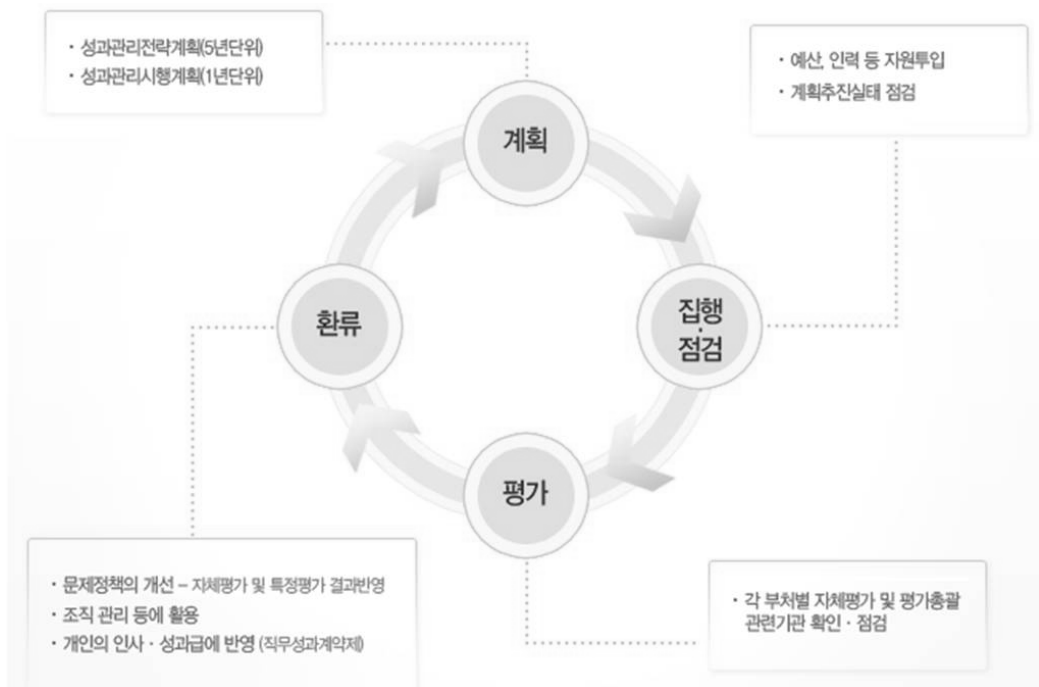 · 성과관리전략계획(5년단위)
· 성과관리시행계획(1년단위)
· 예산, 인력 등 자원투입
· 계획추진실태 점검
계획
환류
집행
·
점검
평가
· 문제정책의 개선 – 자체평가 및 특정평가 결과반영
· 조직 관리 등에 활용
· 개인의 인사 · 성과급에 반영 (직무성과계약제)
· 각 부처별 자체평가 및 평가총괄
관련기관 확인 · 점검